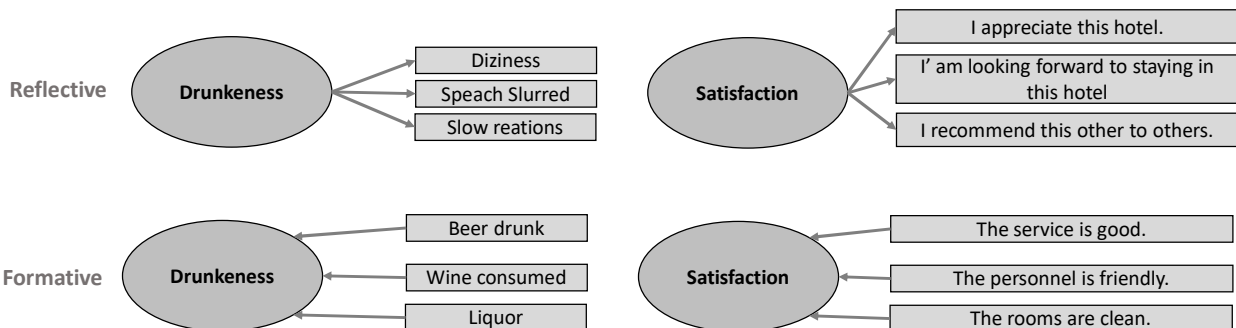 Reflective
Drunkeness
Diziness
Speach Slurred
Slow reations
Satisfaction
I appreciate this hotel.
I' am looking forward to staying in
this hotel
I recommend this other to others.
Formative
Drunkeness
Beer drunk
Wine consumed
Liquor
Satisfaction
The service is good.
The personnel is friendly.
The rooms are clean.